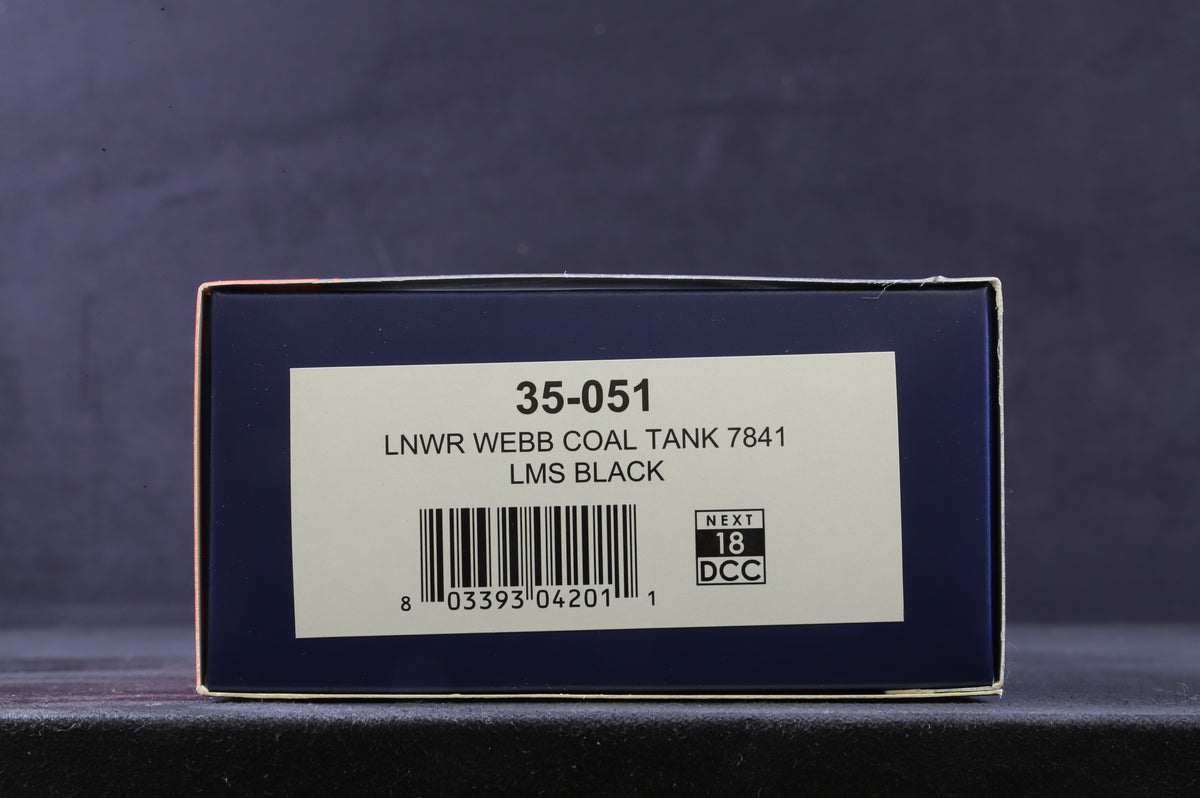 35-051
LNWR WEBB COAL TANK 7841
LMS BLACK
NEXT
18
DCC
8 03393 04201 1